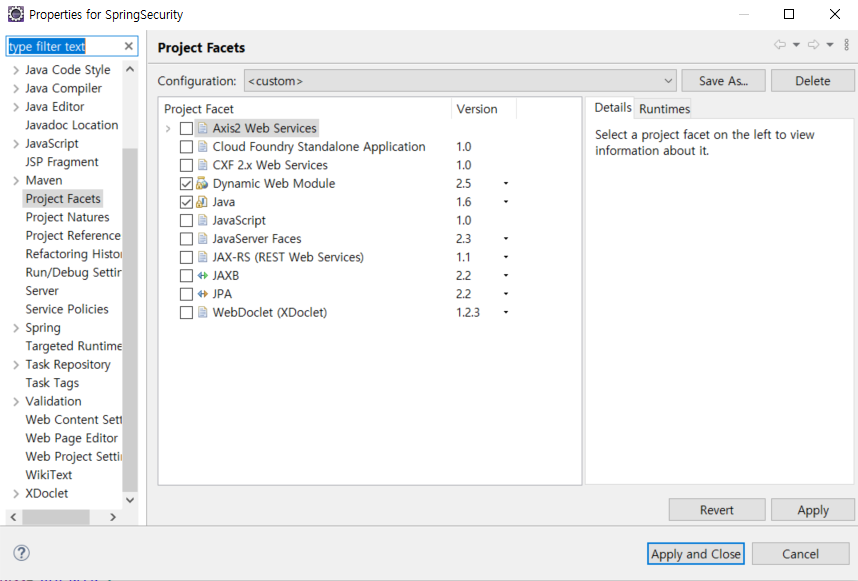 Properties for SpringSecurity
type filter text
Java Code Style
Java Compiler
Java Editor
Javadoc Location
JavaScript
JSP Fragment
Maven
Project Facets
Project Natures
Project Reference
Refactoring Histo
Run/Debug Settin
Server
Service Policies
Spring
Targeted Runtime
Task Repository
Task Tags
Validation
Web Content Sett
Web Page Editor
Web Project Settin
WikiText
XDoclet
Project Facets
Configuration: <custom> Save As... Delete
Project Facet Version
Axis2 Web Services
Cloud Foundry Standalone Application 1.0
CXF 2.x Web Services 1.0
Dynamic Web Module 2.5
Java 1.6
JavaScript 1.0
JavaServer Faces 2.3
JAX-RS (REST Web Services) 1.1
JAXB 2.2
JPA 2.2
WebDoclet (XDoclet) 1.2.3
Details Runtimes
Select a project facet on the left to view
information about it.
Revert Apply
Apply and Close Cancel